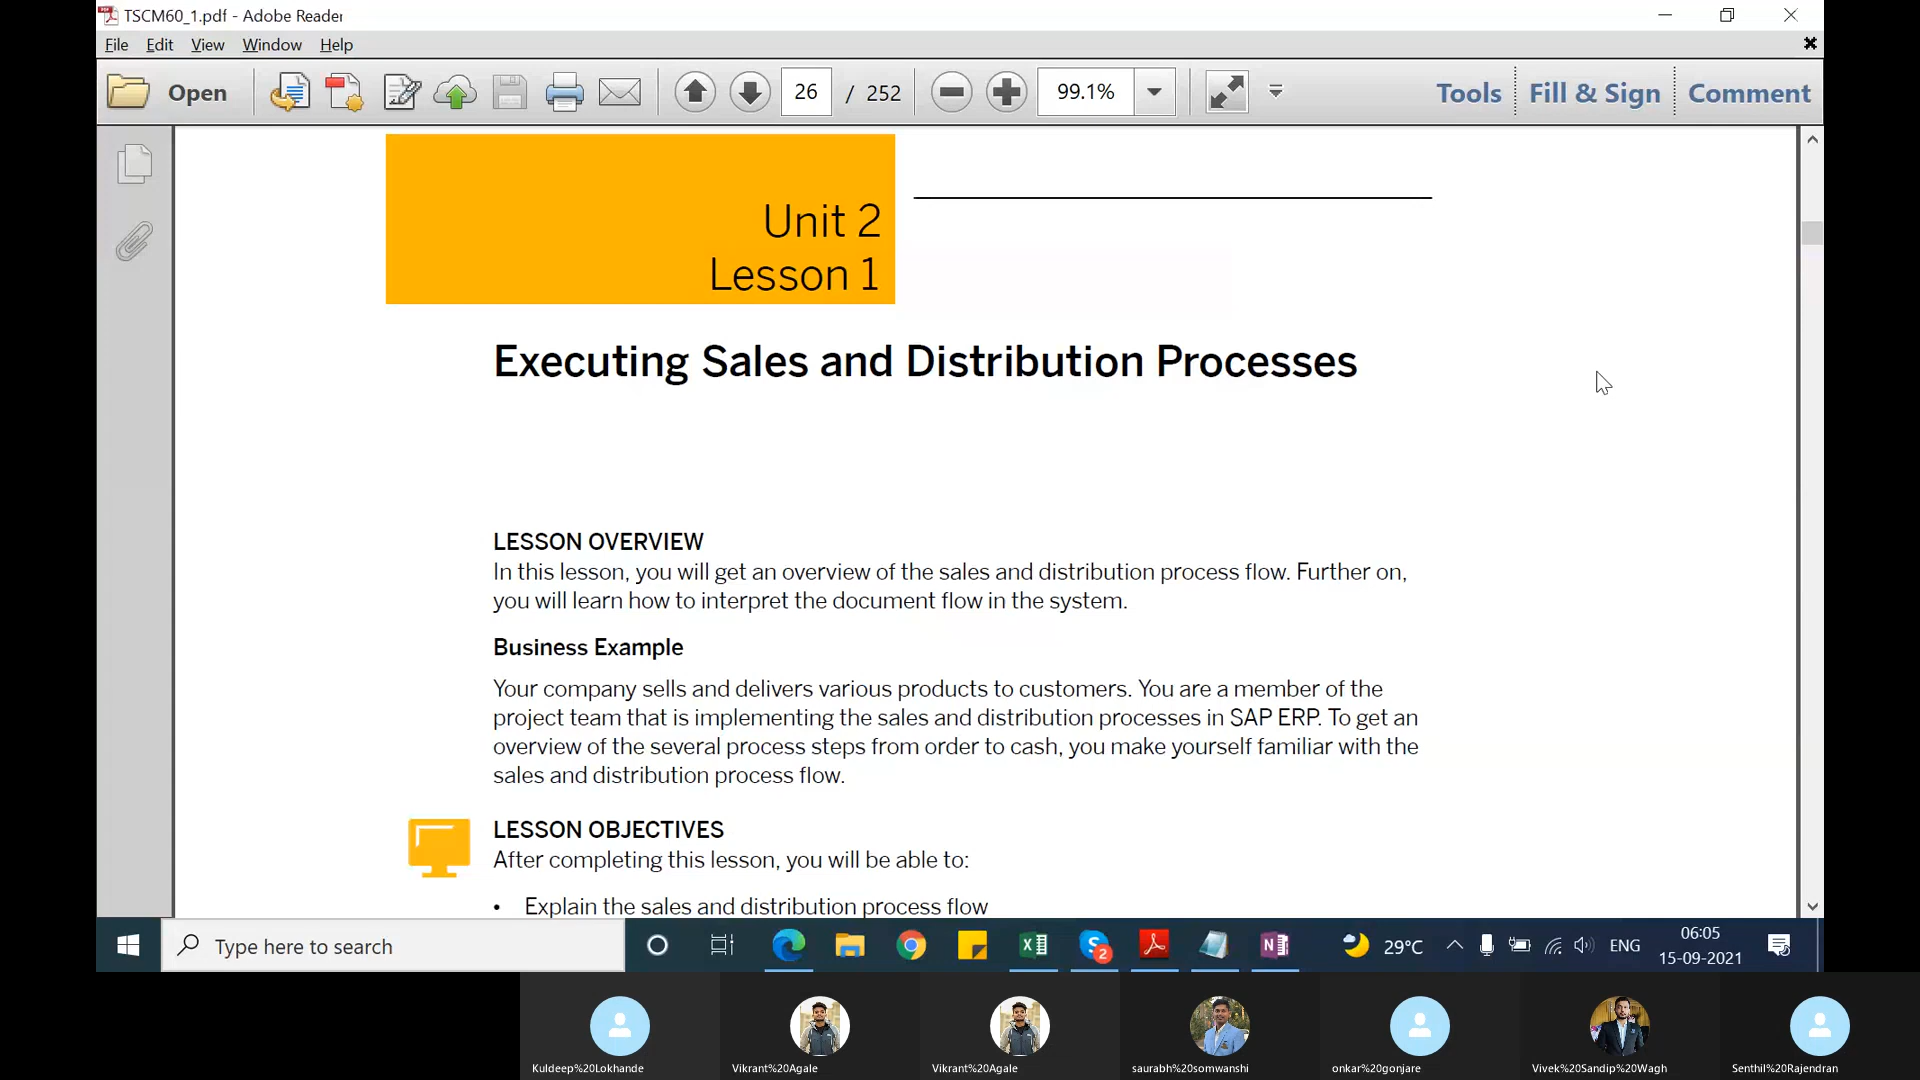 TSCM60_1.pdf - Adobe Reader
File Edit View Window Help
Open 26 / 252 99.1% Tools Fill & Sign Comment
Unit 2
Lesson 1
Executing Sales and Distribution Processes
LESSON OVERVIEW
In this lesson, you will get an overview of the sales and distribution process flow. Further on,
you will learn how to interpret the document flow in the system.
Business Example
Your company sells and delivers various products to customers. You are a member of the
project team that is implementing the sales and distribution processes in SAP ERP. To get an
overview of the several process steps from order to cash, you make yourself familiar with the
sales and distribution process flow.
LESSON OBJECTIVES
After completing this lesson, you will be able to:
• Explain the sales and distribution process flow
Type here to search 2 29°C ENG 06:05
15-09-2021
Kuldeep%20Lokhande Vikrant%20Agale Vikrant%20Agale saurabh%20somwanshi onkar%20gonjare Vivek%20Sandip%20Wagh Senthil%20Rajendran